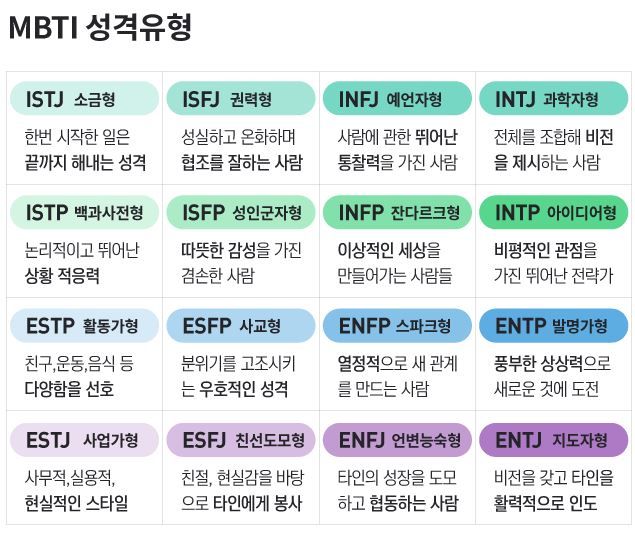 MBTI 성격유형
ISTJ 소금형
한번 시작한 일은
끝까지 해내는 성격
ISFJ 권력형
성실하고 온화하며
협조를 잘하는 사람
INFJ 예언자형
사람에 관한 뛰어난
통찰력을 가진 사람
INTJ 과학자형
전체를 조합해 비전
을 제시하는 사람
ISTP 백과사전형
논리적이고 뛰어난
상황 적응력
ISFP 성인군자형
따뜻한 감성을 가진
겸손한 사람
INFP 잔다르크형
이상적인 세상을
만들어가는 사람들
INTP 아이디어형
비평적인 관점을
가진 뛰어난 전략가
ESTP 활동가형
친구,운동,음식 등
다양함을 선호
ESFP 사교형
분위기를 고조시키
는 우호적인 성격
ENFP 스파크형
열정적으로 새 관계
를 만드는 사람
ENTP 발명가형
풍부한 상상력으로
새로운 것에 도전
ESTJ 사업가형
사무적,실용적,
현실적인 스타일
ESFJ 친선도모형
친절, 현실감을 바탕
으로 타인에게 봉사
ENFJ 언변능숙형
타인의 성장을 도모
하고 협동하는 사람
ENTJ 지도자형
비전을 갖고 타인을
활력적으로 인도